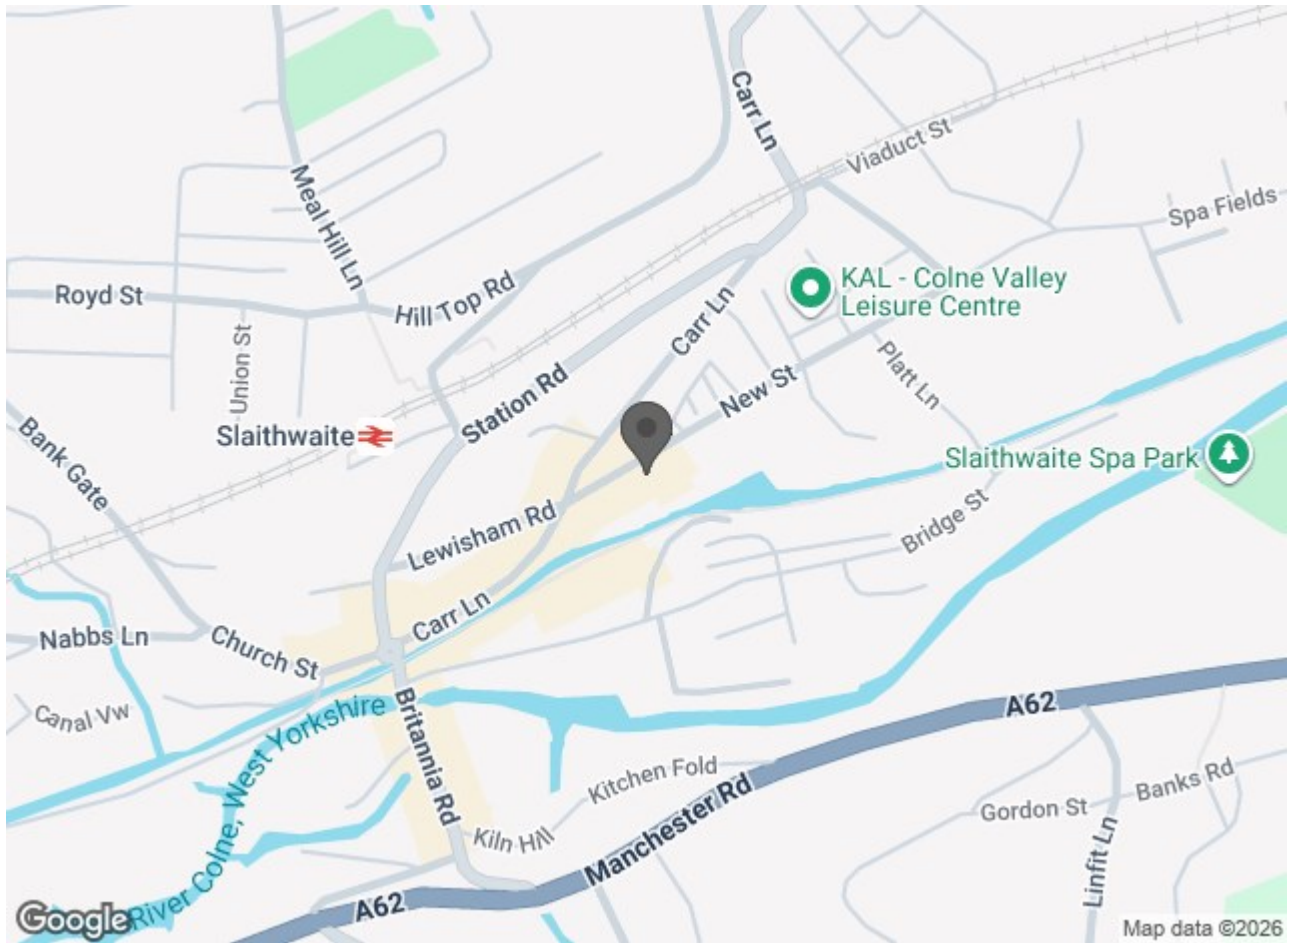 Carr Ln
Viaduct St
Meal Hill Ln
Spa Fields
KAL - Colne Valley
Leisure Centre
Royd St
Hill Top Rd
Carr Ln
Union St
Station Rd
New St
Platt Ln
Bank Gate
Slaithwaite
Slaithwaite Spa Park
Lewisham Rd
Bridge St
Carr Ln
Nabbs Ln
Church St
Canal Vw
Britannia Rd
A62
River Colne, West Yorkshire
Kitchen Fold
Banks Rd
Gordon St
Kiln Hill
Manchester Rd
Linfit Ln
A62
Google
Map data ©2026